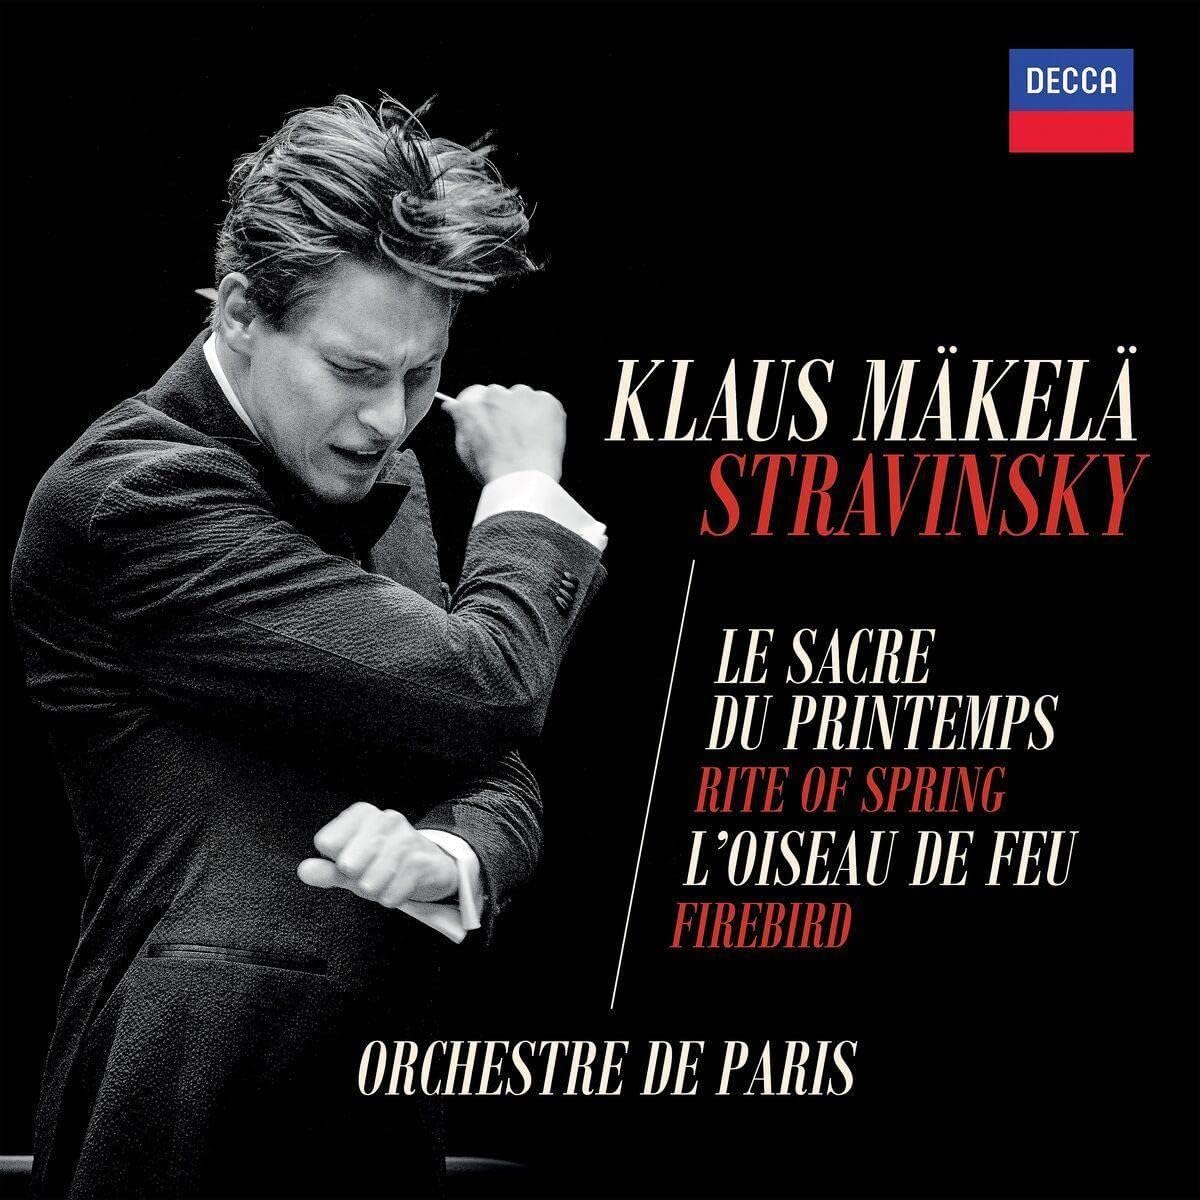 DECCA
KLAUS MÄKELÄ
STRAVINSKY
LE SACRE
DU PRINTEMPS
RITE OF SPRING
L'OISEAU DE FEU
FIREBIRD
ORCHESTRE DE PARIS